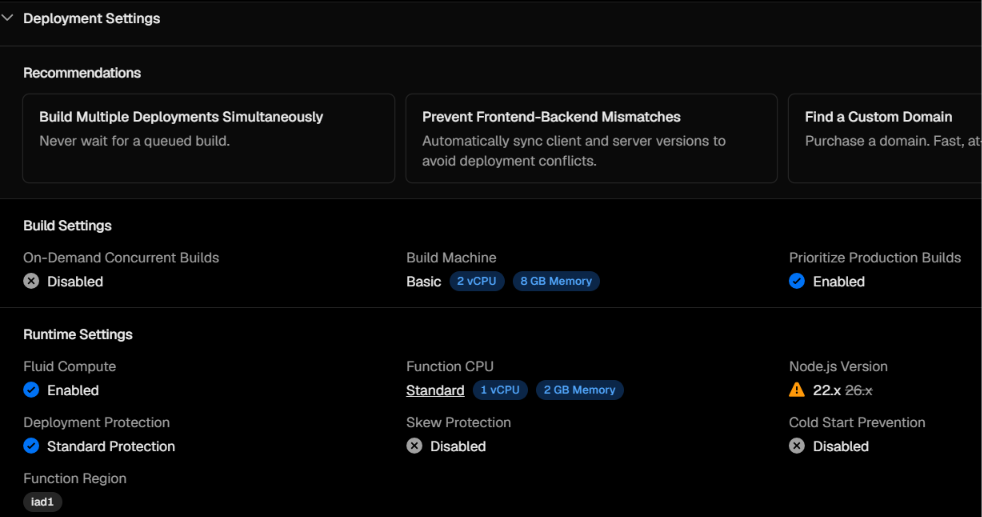 Deployment Settings
Recommendations
Build Multiple Deployments Simultaneously
Never wait for a queued build.
Prevent Frontend-Backend Mismatches
Automatically sync client and server versions to
avoid deployment conflicts.
Find a Custom Domain
Purchase a domain. Fast, at-
Build Settings
On-Demand Concurrent Builds
Disabled
Build Machine
Basic 2 vCPU 8 GB Memory
Prioritize Production Builds
Enabled
Runtime Settings
Fluid Compute
Enabled
Function CPU
Standard 1 vCPU 2 GB Memory
Node.js Version
22.x 26.x
Deployment Protection
Standard Protection
Skew Protection
Disabled
Cold Start Prevention
Disabled
Function Region
iad1